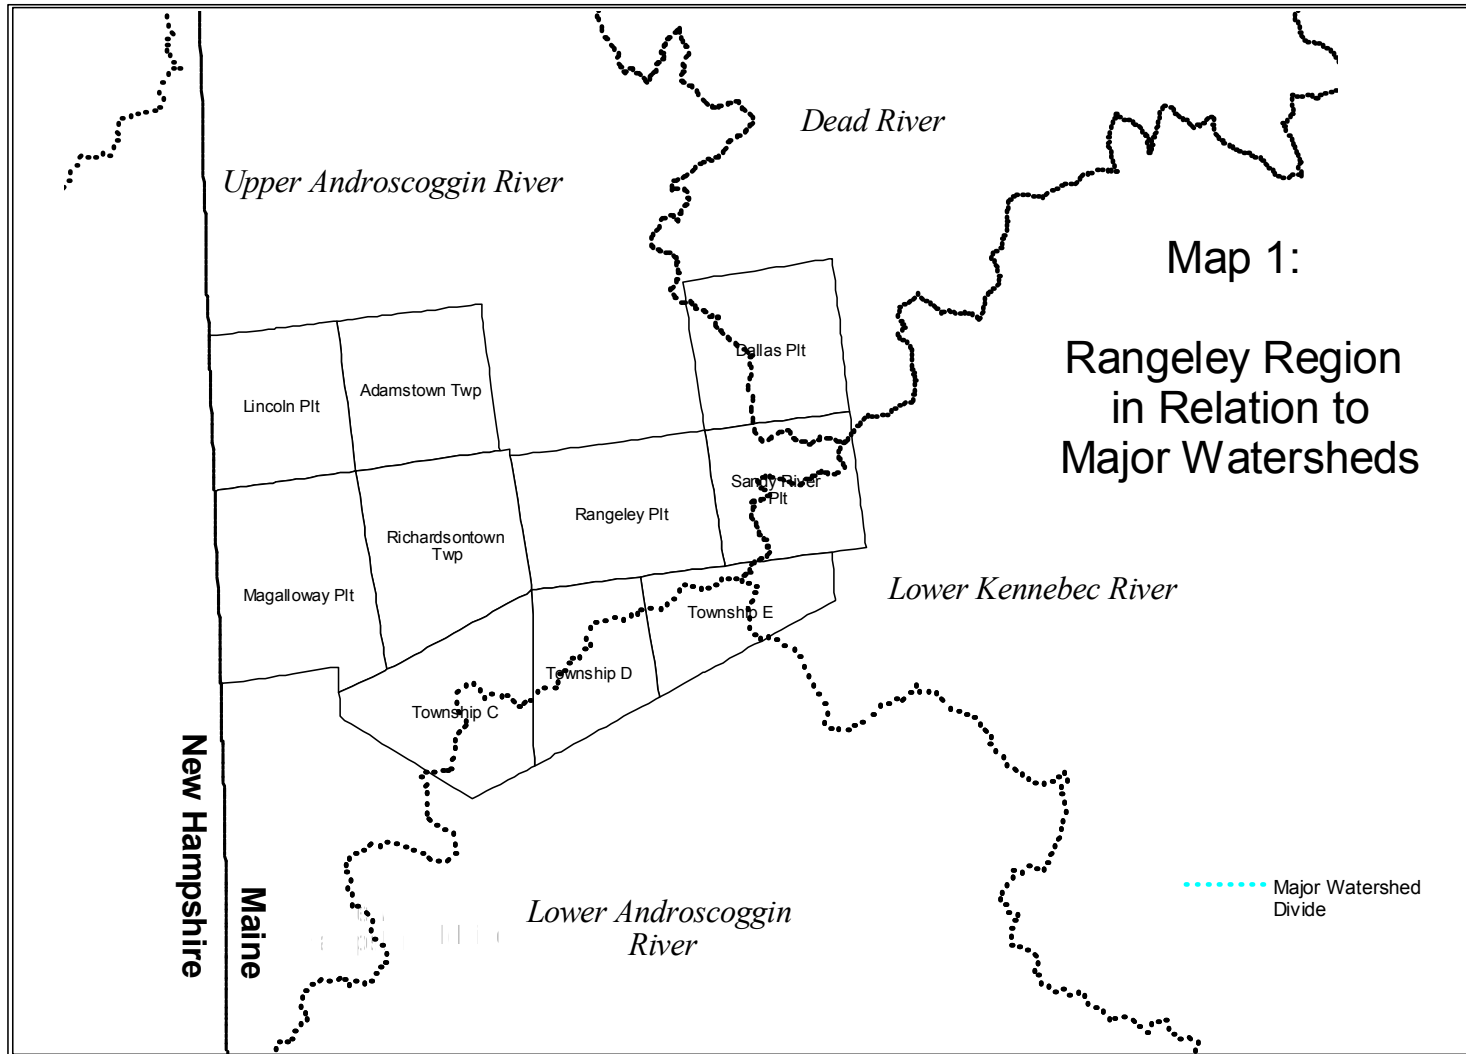 Dead River
Upper Androscoggin River
Map 1:
Rangeley Region
in Relation to
Major Watersheds
Dallas Plt
Adamstown Twp
Lincoln Plt
Sandy River
Plt
Rangeley Plt
Richardsontown
Twp
Magalloway Plt
Lower Kennebec River
Township E
Township D
Township C
New Hampshire
Maine
Major Watershed
Divide
Lower Androscoggin
River